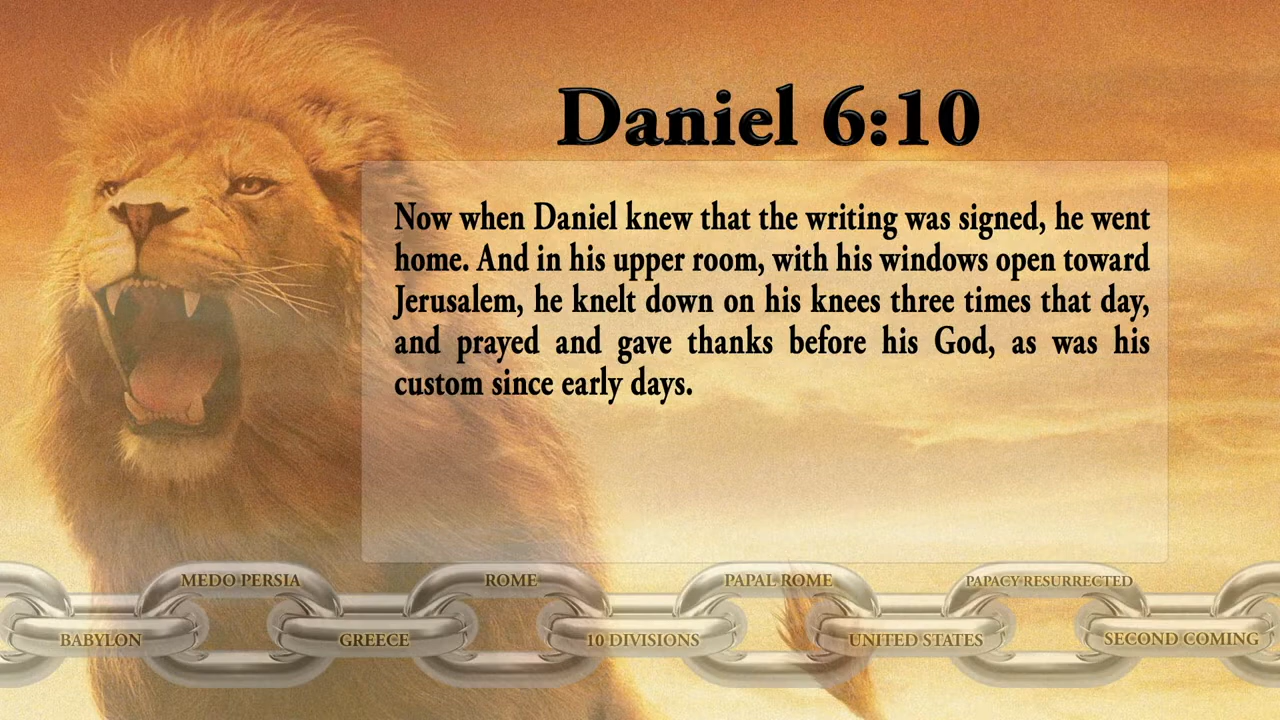 Daniel 6:10
Now when Daniel knew that the writing was signed, he went
home. And in his upper room, with his windows open toward
Jerusalem, he knelt down on his knees three times that day,
and prayed and gave thanks before his God, as was his
custom since early days.
MEDO PERSIA
ROME
PAPAL ROME
PAPACY RESURRECTED
BABYLON
GREECE
10 DIVISIONS
UNITED STATES
SECOND COMING